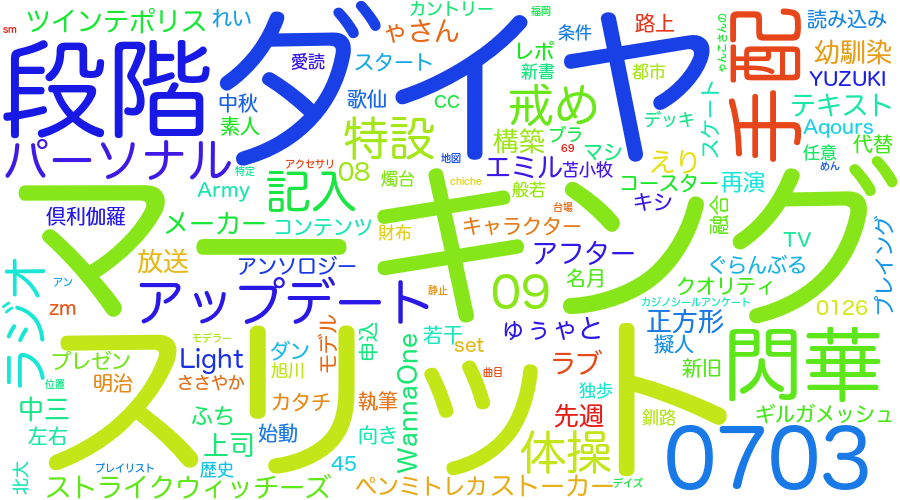 sm
ツインテポリス
れい
カントリー
ゃさん
条件
路上
ゃんこさんの
福岡
読み込み
幼馴染
YUZUKI
段階
ダイヤ
手配
愛読
スタート
レポ
新書
都市
中秋
素人
歌仙
cc
戒め
デッキ
スケート
テキスト
Aqours
代替
任意
めん
パーソナル
特設
構築
ブラ
69
マシ
地図
エミル
苫小牧
えり
アクセサリ
特定
08
燭台
chiche
般若
コースター
再演
Army
記入
マーキング
倶利伽羅
メーカー
コンテンツ
財布
キャラクター
台場
キシ
融合
TV
放送
アンソロジー
アフター
名月
ぐらんぶる
クオリティ
プレイング
ラジオ
アン
アップデート
静止
09
カジノシールアンケート
0126
zm
モデラー
モデル
申込
若干
ゅぅゃと
正方形
擬人
閃華
プレゼン
Light
ダン
旭川
set
WannaOne
曲目
ラブ
新旧
位置
明治
ささやか
カタチ
執筆
独歩
スリット
中三
ふち
先週
釧路
ギルガメッシュ
左右
上司
始動
向き
体操
0703
北大
プレイリスト
歴史
45
デイズ
ストライクウィッチーズ
ペンミトレカ
ストーカー